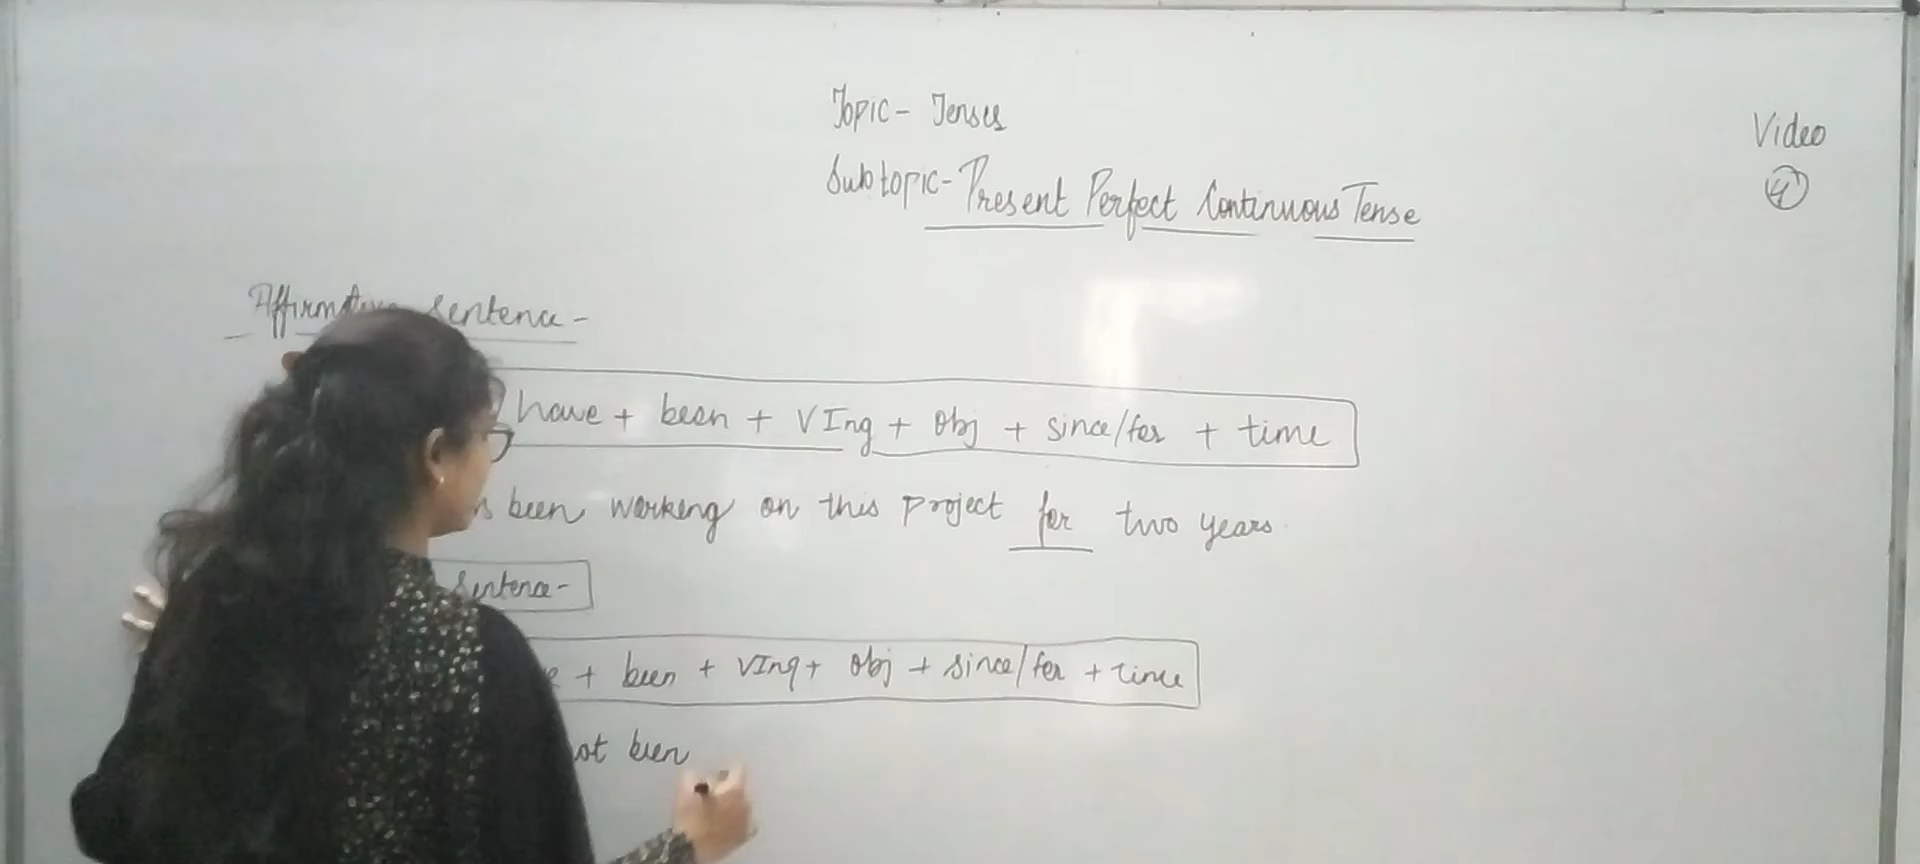 Topic - Tenses
Subtopic - Present Perfect Continuous Tense
Video
4
Affirmative Sentence -
have + been + VIng + Obj + since/for + time
been working on this project for two years.
Sentence -
+ been + VIng + Obj + since/for + time
been